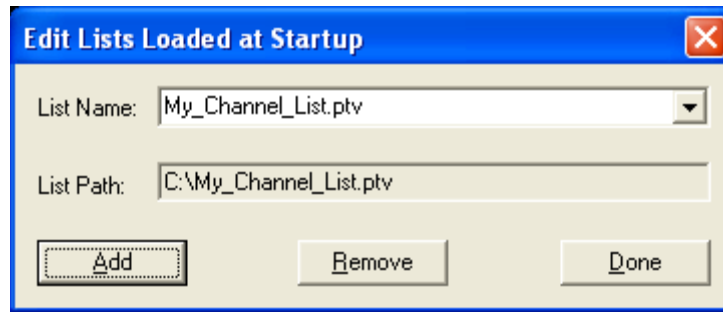 Edit Lists Loaded at Startup
List Name: My_Channel_List.ptv
List Path: C:\My_Channel_List.ptv
Add Remove Done